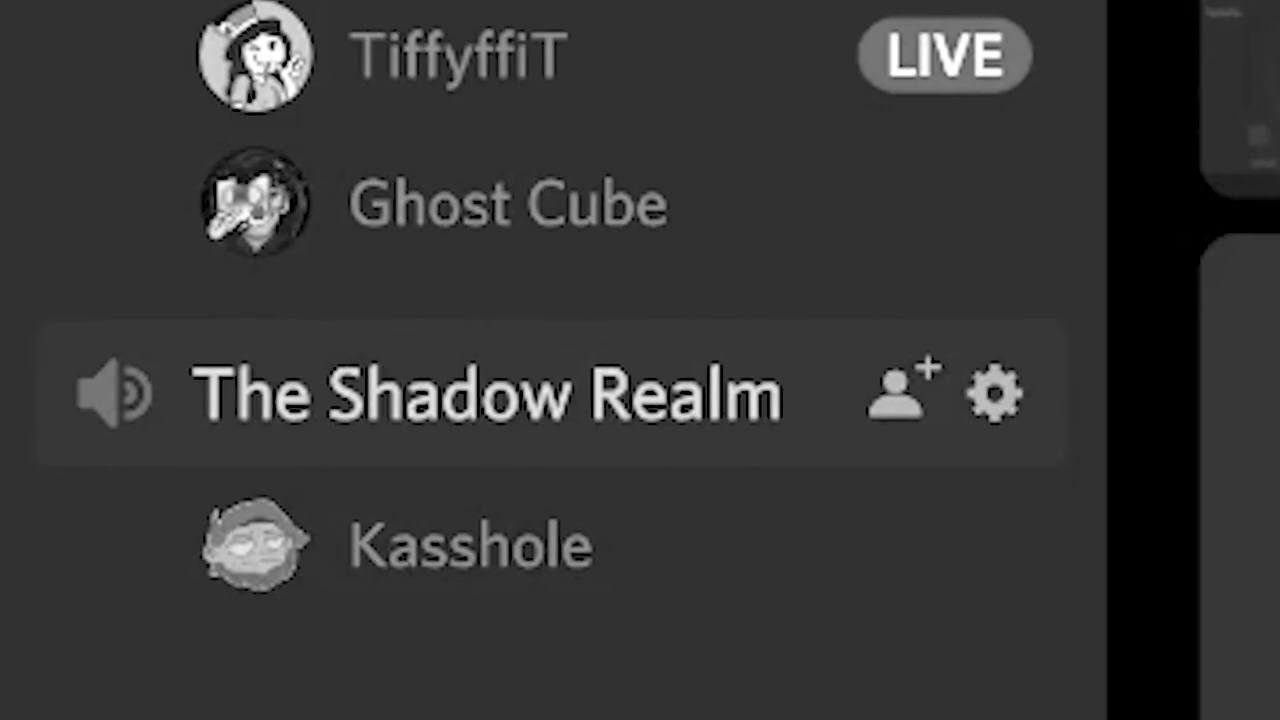 TiffyffiT
LIVE
Ghost Cube
The Shadow Realm
Kasshole